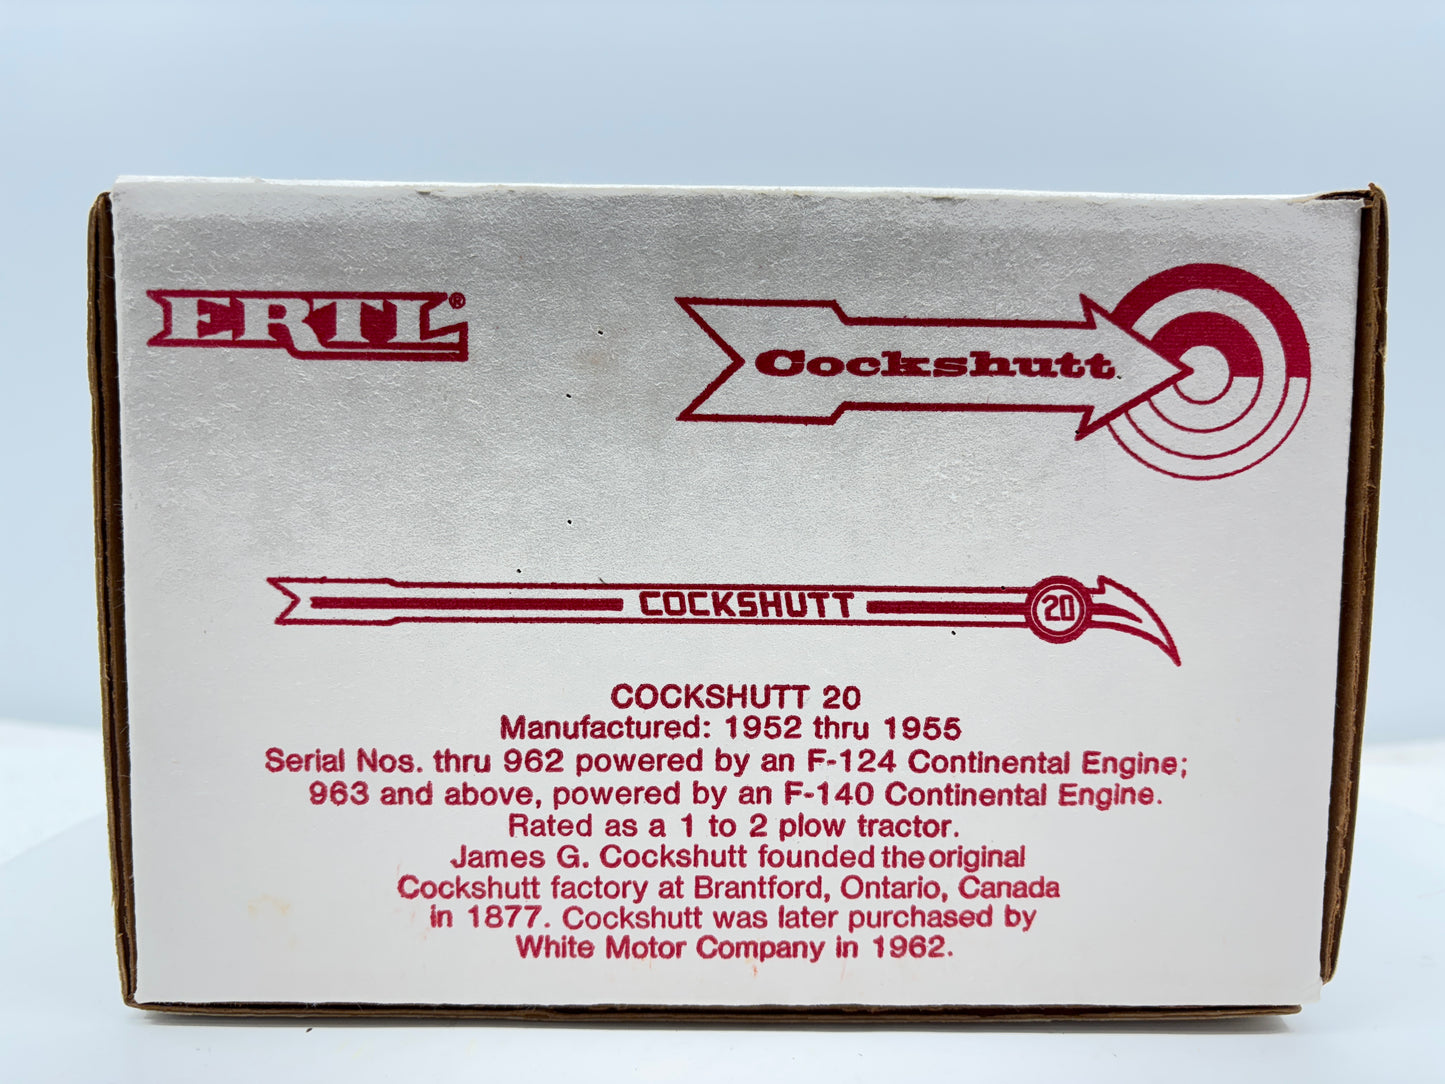 ERTL®
Cockshutt
COCKSHUTT 20
COCKSHUTT 20
Manufactured: 1952 thru 1955
Serial Nos. thru 962 powered by an F-124 Continental Engine;
963 and above, powered by an F-140 Continental Engine.
Rated as a 1 to 2 plow tractor.
James G. Cockshutt founded the original
Cockshutt factory at Brantford, Ontario, Canada
in 1877. Cockshutt was later purchased by
White Motor Company in 1962.